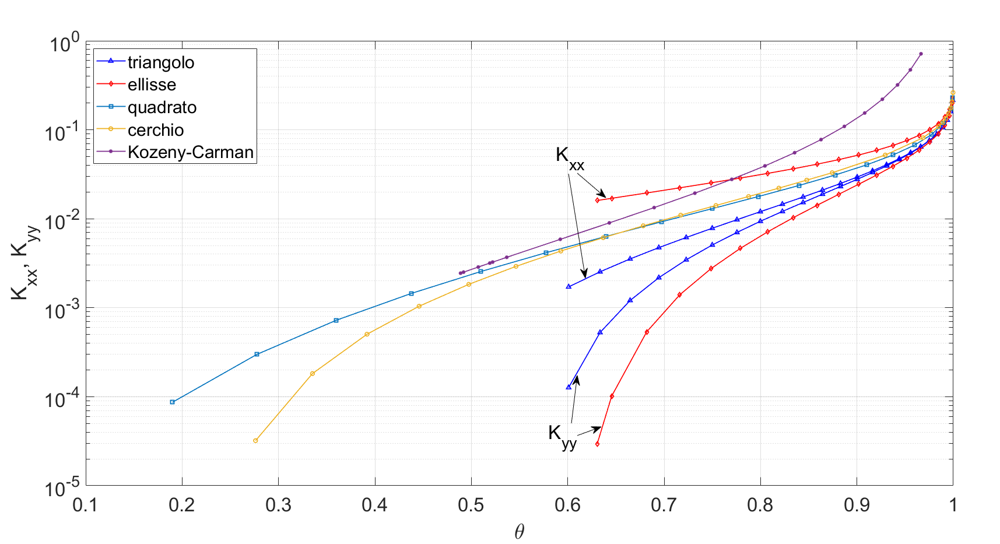 10^0
10^-1
10^-2
10^-3
10^-4
10^-5
K_xx, K_yy
triangolo
ellisse
quadrato
cerchio
Kozeny-Carman
K_xx
K_yy
0.1 0.2 0.3 0.4 0.5 0.6 0.7 0.8 0.9 1
θ